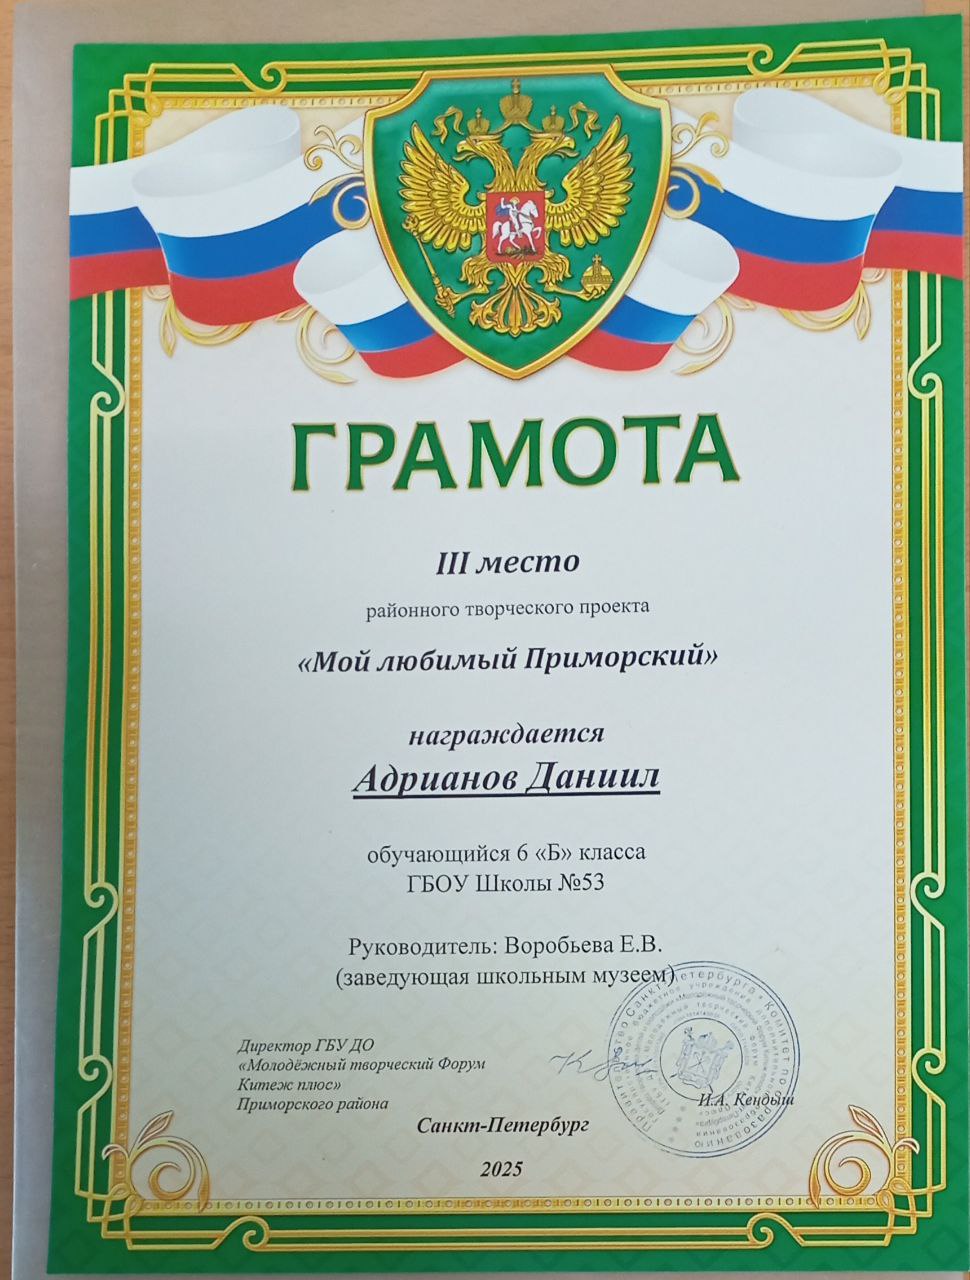 ГРАМОТА
III место
районного творческого проекта
«Мой любимый Приморский»
награждается
Адрианов Даниил
обучающийся 6 «Б» класса
ГБОУ Школы №53
Руководитель: Воробьева Е.В.
(заведующая школьным музеем)
Директор ГБУ ДО
«Молодёжный творческий Форум
Китеж плюс»
Приморского района
И.А. Кендыш
Санкт-Петербург
2025